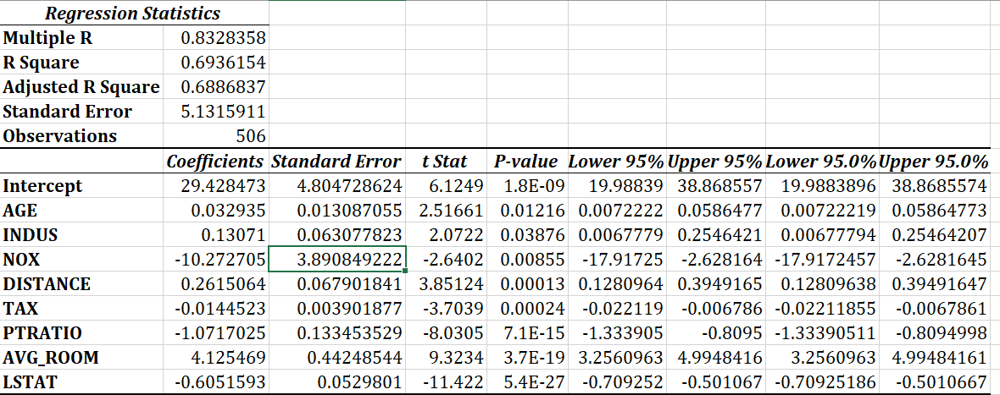 Regression Statistics
Multiple R 0.8328358
R Square 0.6936154
Adjusted R Square 0.6886837
Standard Error 5.1315911
Observations 506
Coefficients Standard Error t Stat P-value Lower 95% Upper 95% Lower 95.0% Upper 95.0%
Intercept 29.428473 4.804728624 6.1249 1.8E-09 19.98839 38.868557 19.9883896 38.8685574
AGE 0.032935 0.013087055 2.51661 0.01216 0.0072222 0.0586477 0.00722219 0.05864773
INDUS 0.13071 0.063077823 2.0722 0.03876 0.0067779 0.2546421 0.00677794 0.25464207
NOX -10.272705 3.890849222 -2.6402 0.00855 -17.91725 -2.628164 -17.9172457 -2.6281645
DISTANCE 0.2615064 0.067901841 3.85124 0.00013 0.1280964 0.3949165 0.12809638 0.39491647
TAX -0.0144523 0.003901877 -3.7039 0.00024 -0.022119 -0.006786 -0.02211855 -0.0067861
PTRATIO -1.0717025 0.133453529 -8.0305 7.1E-15 -1.333905 -0.8095 -1.33390511 -0.8094998
AVG_ROOM 4.125469 0.44248544 9.3234 3.7E-19 3.2560963 4.9948416 3.2560963 4.99484161
LSTAT -0.6051593 0.0529801 -11.422 5.4E-27 -0.709252 -0.501067 -0.70925186 -0.5010667